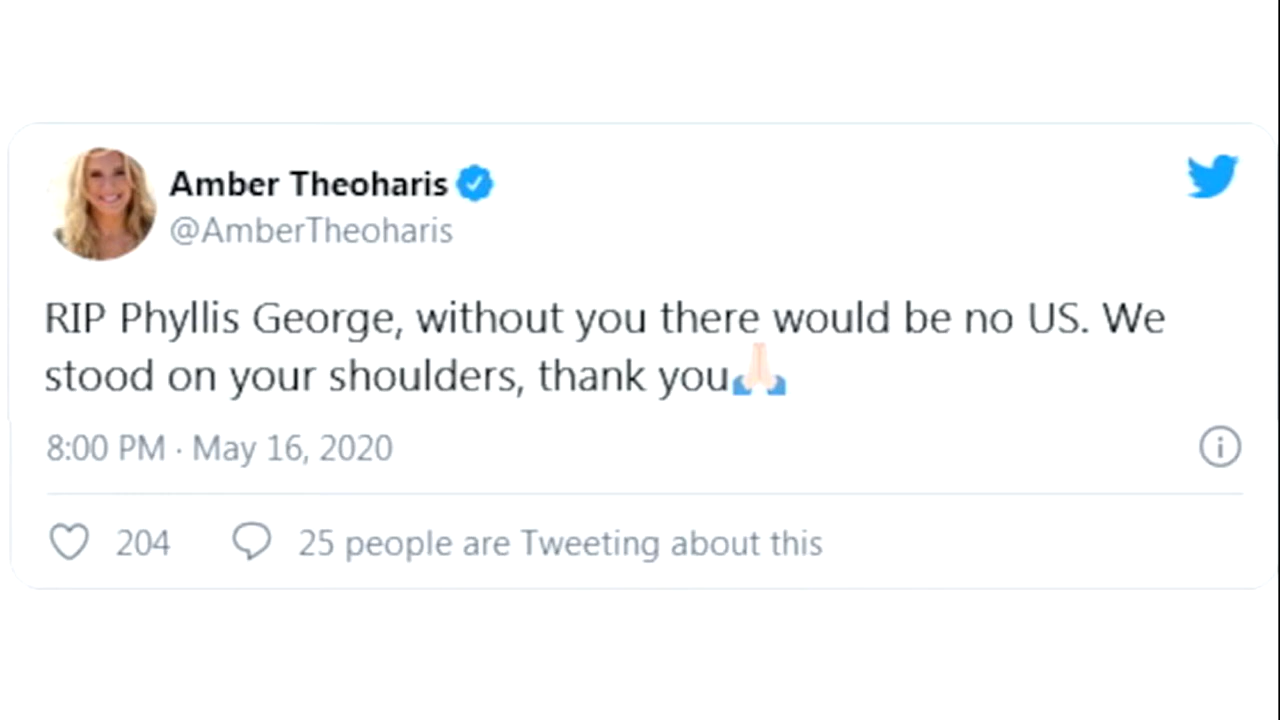 Amber Theoharis
@AmberTheoharis
RIP Phyllis George, without you there would be no US. We
stood on your shoulders, thank you🙏🏻
8:00 PM · May 16, 2020
204 25 people are Tweeting about this